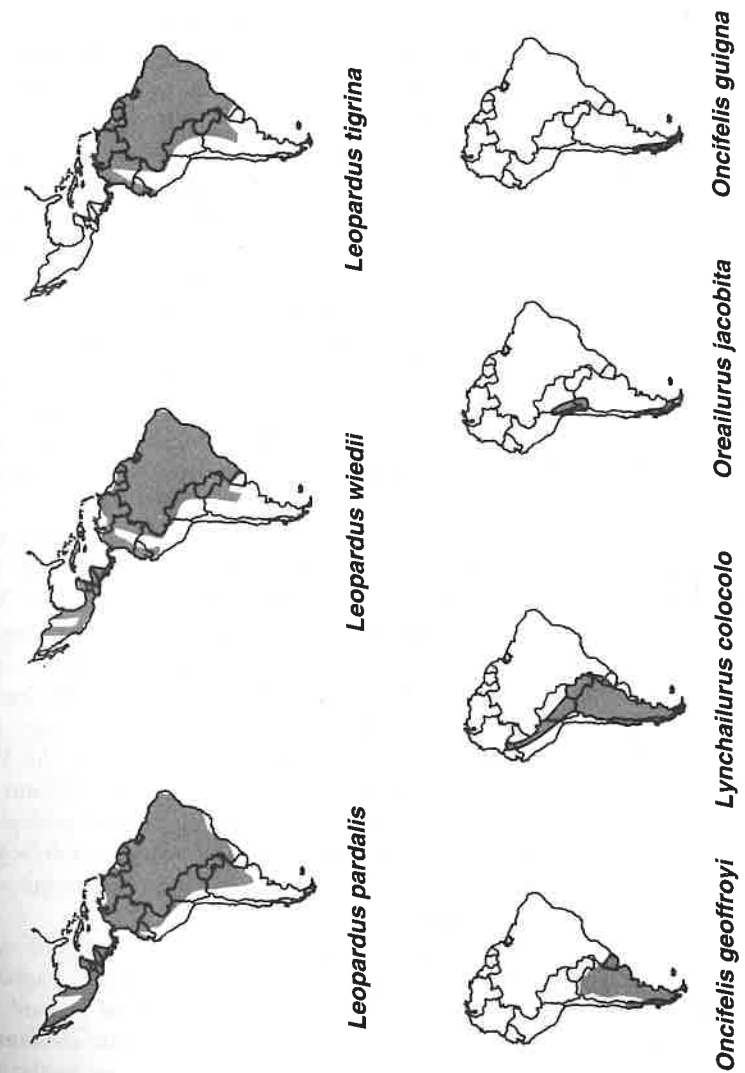 Leopardus pardalis
Leopardus wiedii
Leopardus tigrina
Oncifelis geoffroyi
Lynchailurus colocolo
Oreailurus jacobita
Oncifelis guigna